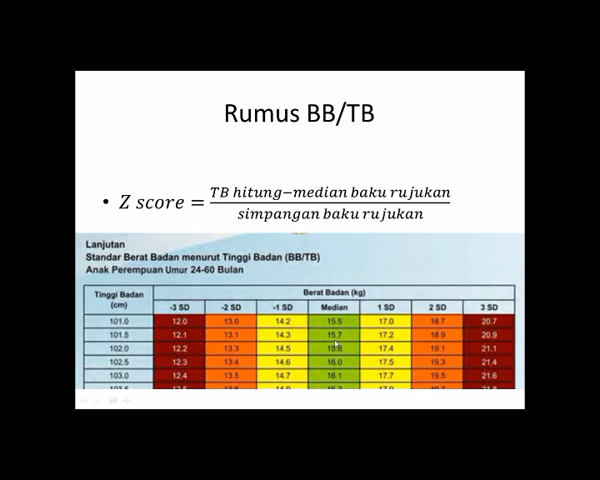 Rumus BB/TB
• Z score = TB hitung−median baku rujukan
simpangan baku rujukan
Lanjutan
Standar Berat Badan menurut Tinggi Badan (BB/TB)
Anak Perempuan Umur 24-60 Bulan
Tinggi Badan (cm) Berat Badan (kg)
-3 SD -2 SD -1 SD Median 1 SD 2 SD 3 SD
101.0 12.0 13.0 14.2 15.5 17.0 18.7 20.7
101.5 12.1 13.1 14.3 15.7 17.2 18.9 20.9
102.0 12.2 13.3 14.5 15.8 17.4 19.1 21.1
102.5 12.3 13.4 14.6 16.0 17.5 19.3 21.4
103.0 12.4 13.5 14.7 16.1 17.7 19.5 21.6